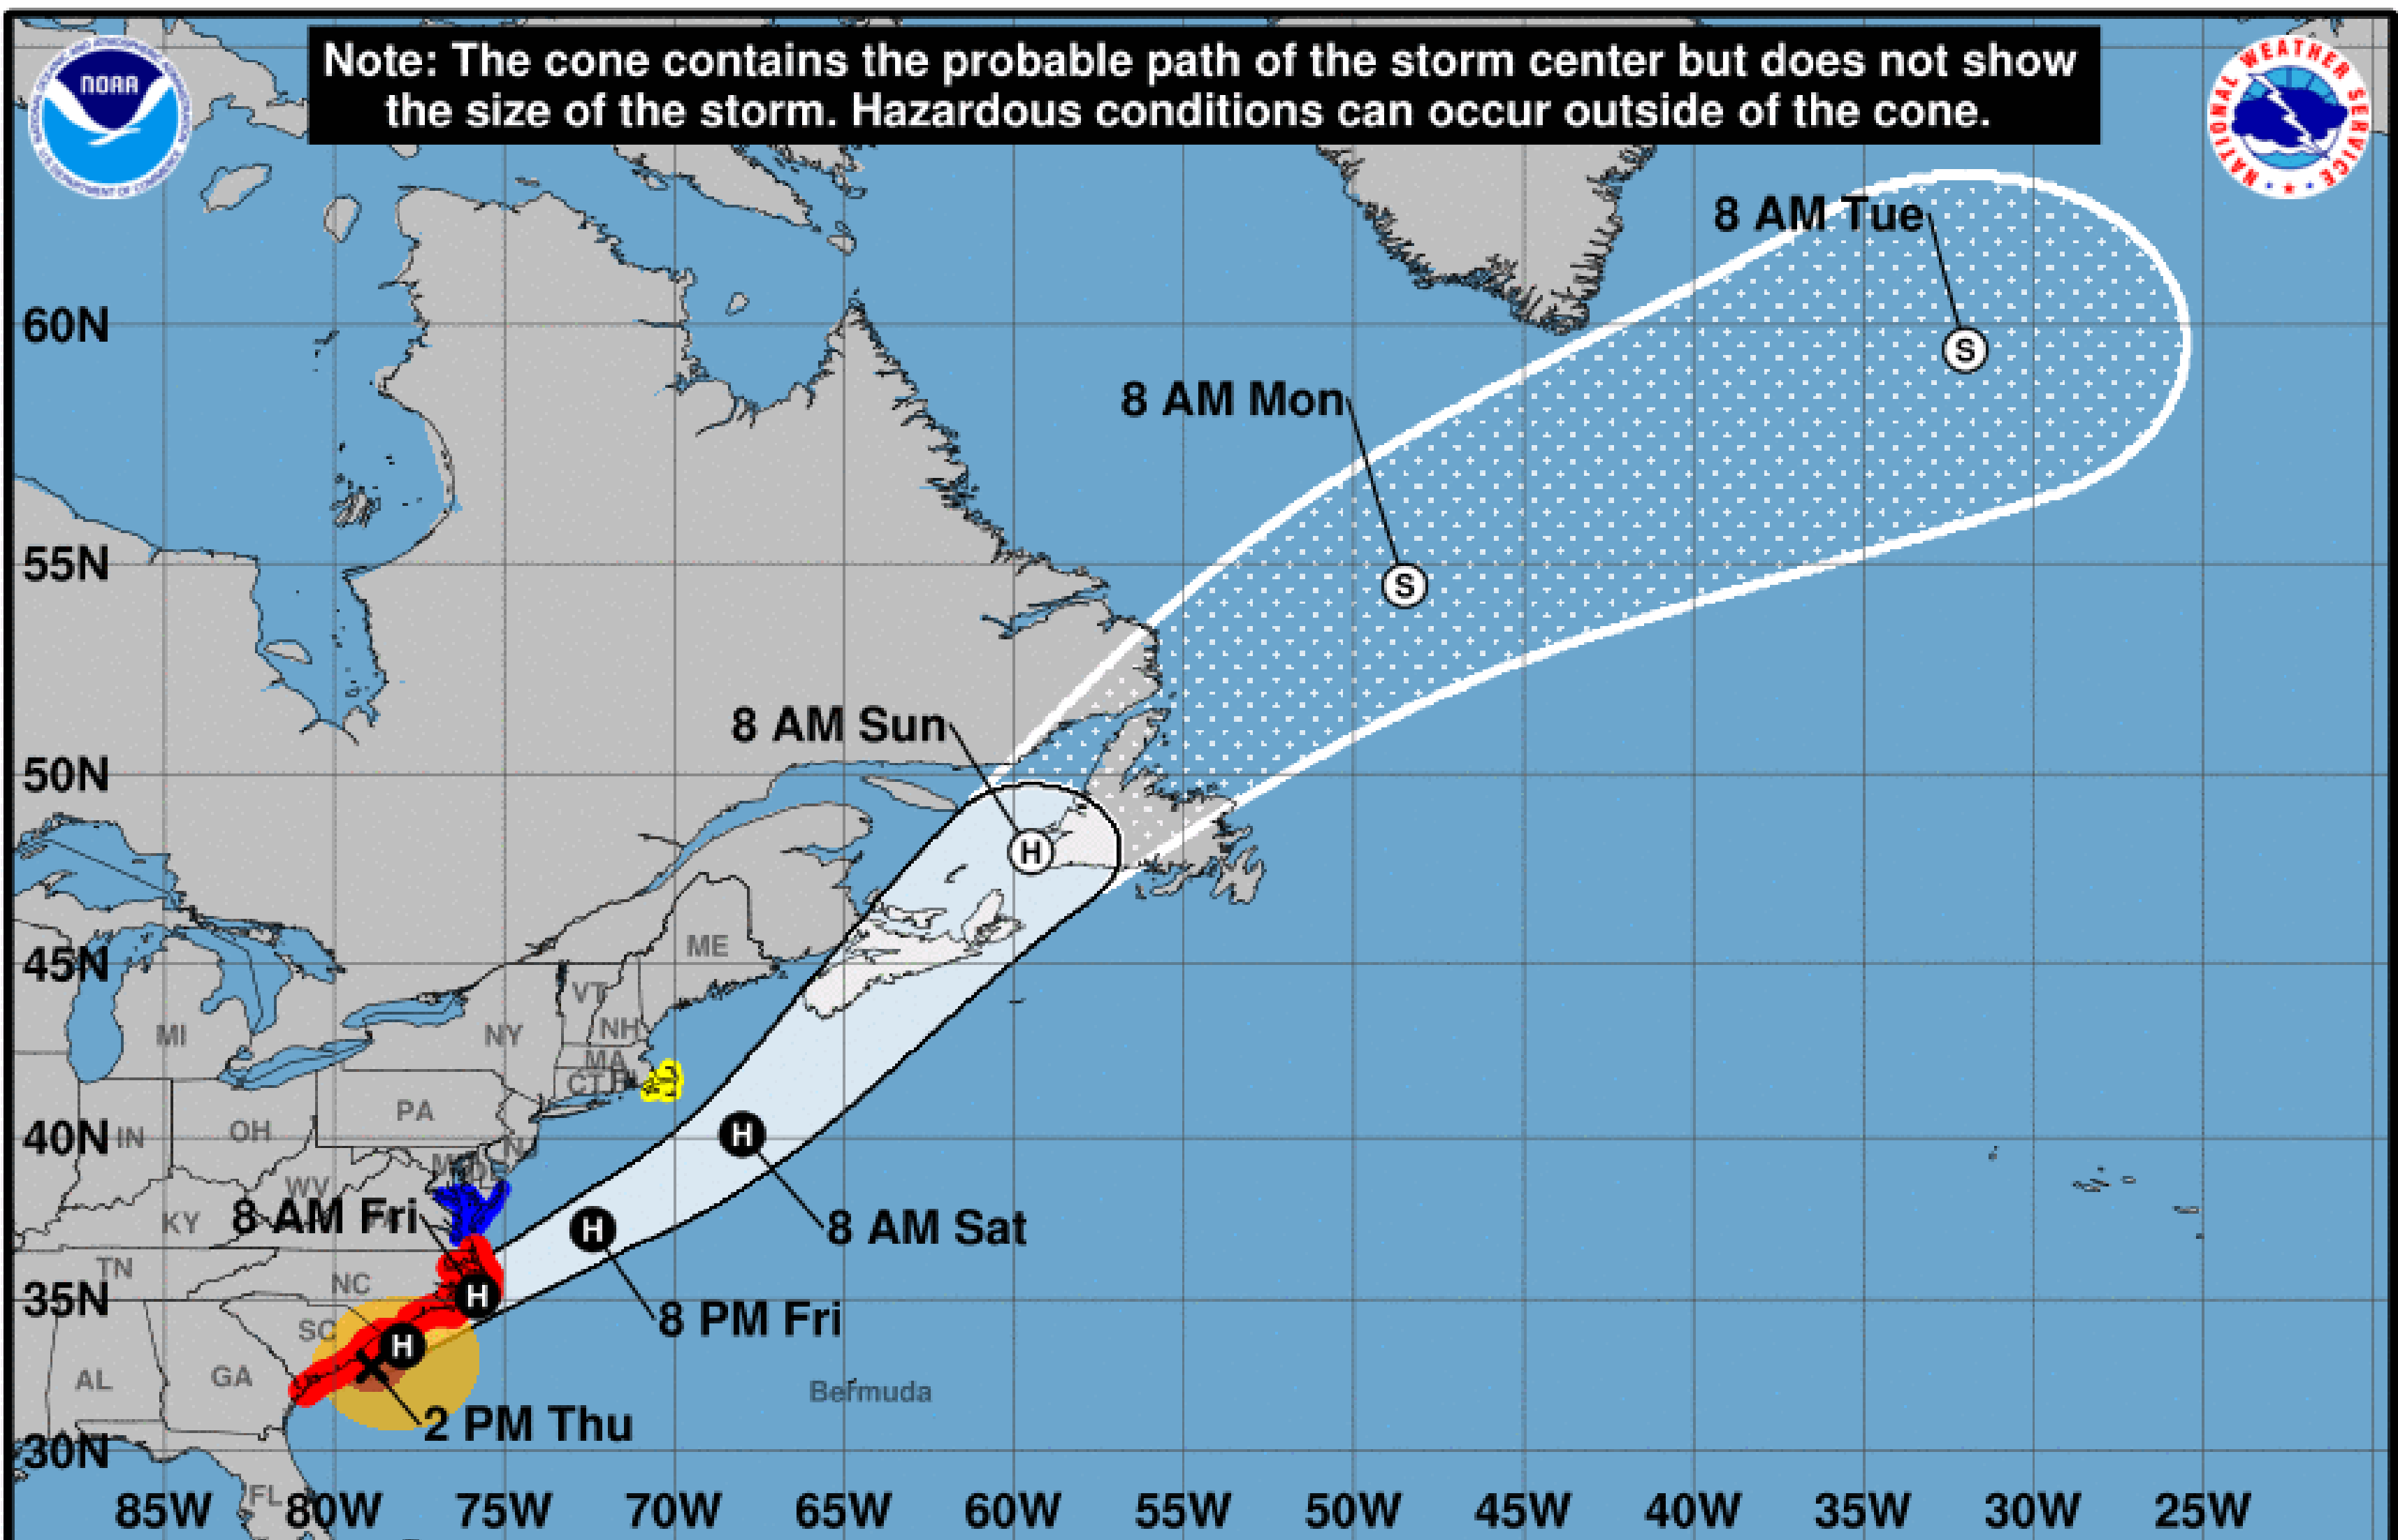 Note: The cone contains the probable path of the storm center but does not show
the size of the storm. Hazardous conditions can occur outside of the cone.
NOAA
NATIONAL WEATHER SERVICE
8 AM Tue
S
60N
8 AM Mon
55N
S
8 AM Sun
50N
H
45N
ME
VT
MI
NY
NH
MA
CT
PA
40N
IN
OH
H
WV
8 AM Fri
KY
H
8 AM Sat
TN
NC
35N
H
8 PM Fri
SC
H
AL
GA
Bermuda
2 PM Thu
30N
FL
85W 80W 75W 70W 65W 60W 55W 50W 45W 40W 35W 30W 25W